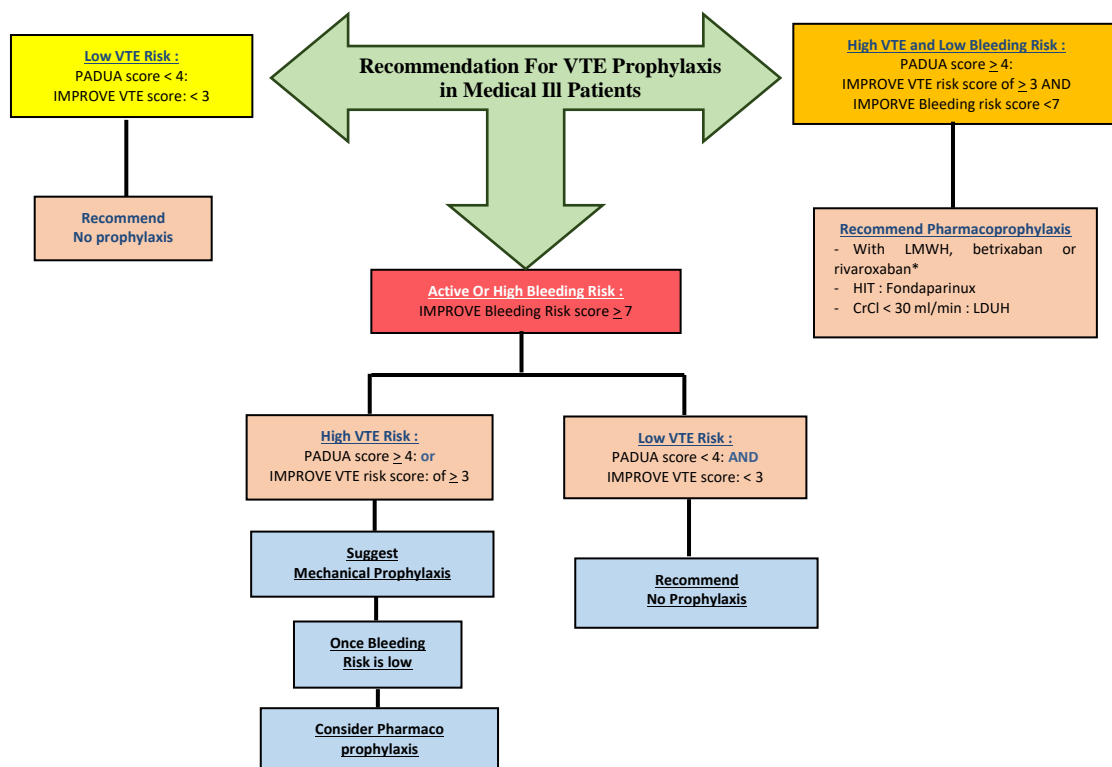 Recommendation For VTE Prophylaxis
in Medical Ill Patients
Low VTE Risk :
PADUA score < 4:
IMPROVE VTE score: < 3
Recommend
No prophylaxis
High VTE and Low Bleeding Risk :
PADUA score ≥ 4:
IMPROVE VTE risk score of ≥ 3 AND
IMPORVE Bleeding risk score <7
Recommend Pharmacoprophylaxis
- With LMWH, betrixaban or
rivaroxaban*
- HIT : Fondaparinux
- CrCl < 30 ml/min : LDUH
Active Or High Bleeding Risk :
IMPROVE Bleeding Risk score ≥ 7
High VTE Risk :
PADUA score ≥ 4: or
IMPROVE VTE risk score: of ≥ 3
Suggest
Mechanical Prophylaxis
Once Bleeding
Risk is low
Consider Pharmaco
prophylaxis
Low VTE Risk :
PADUA score < 4: AND
IMPROVE VTE score: < 3
Recommend
No Prophylaxis